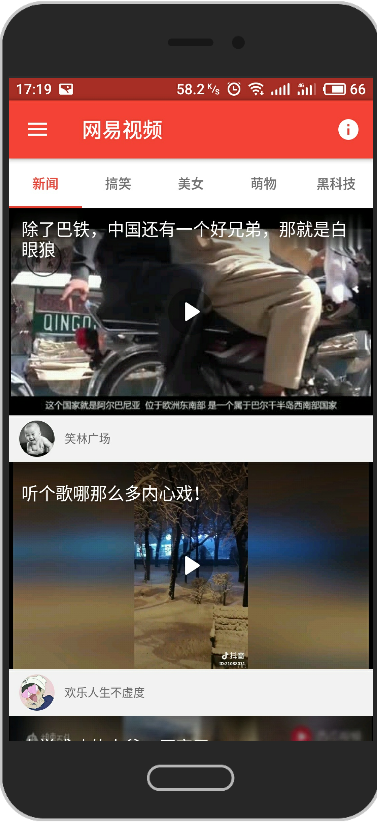 17:19 58.2 K/s 66
网易视频
新闻 搞笑 美女 萌物 黑科技
除了巴铁，中国还有一个好兄弟，那就是白
眼狼
QINGD
这个国家就是阿尔巴尼亚 位于欧洲东南部 是一个属于巴尔干半岛西南部国家
笑林广场
听个歌哪那么多内心戏！
抖音
欢乐人生不虚度